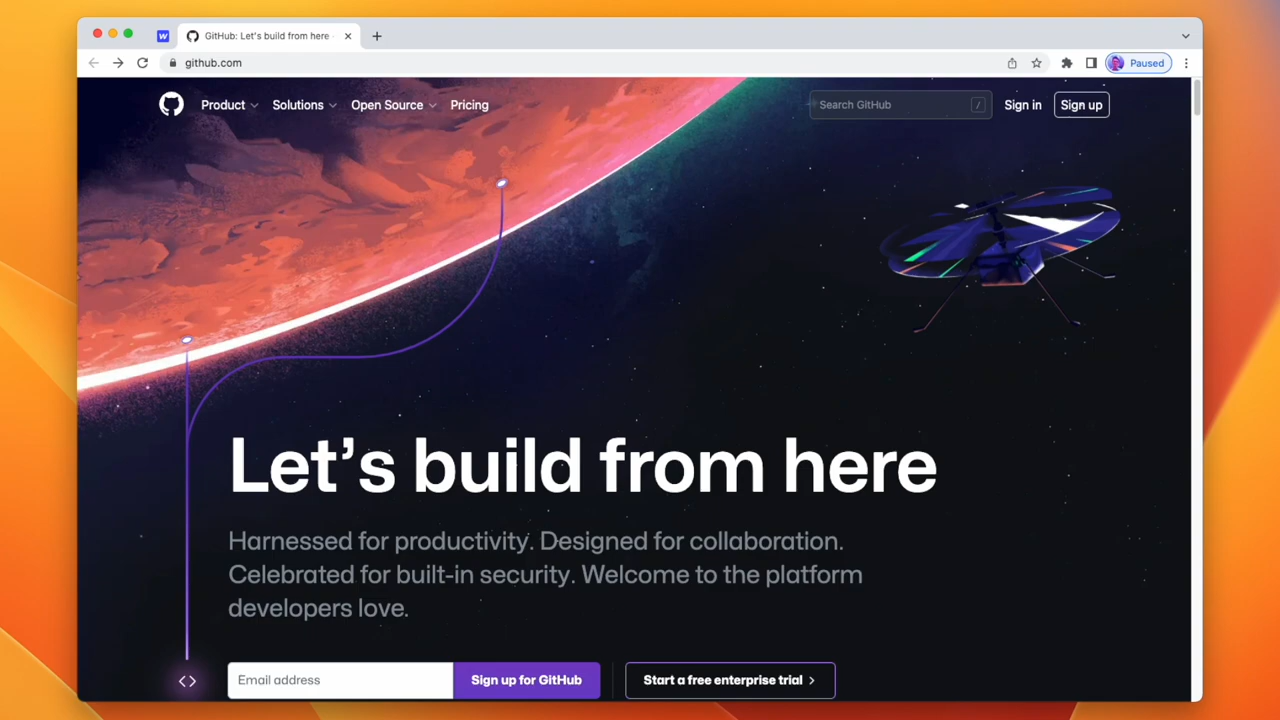 GitHub: Let's build from here
github.com
Paused
Product
Solutions
Open Source
Pricing
Search GitHub
/
Sign in
Sign up
Let’s build from here
Harnessed for productivity. Designed for collaboration.
Celebrated for built-in security. Welcome to the platform
developers love.
<>
Email address
Sign up for GitHub
Start a free enterprise trial >